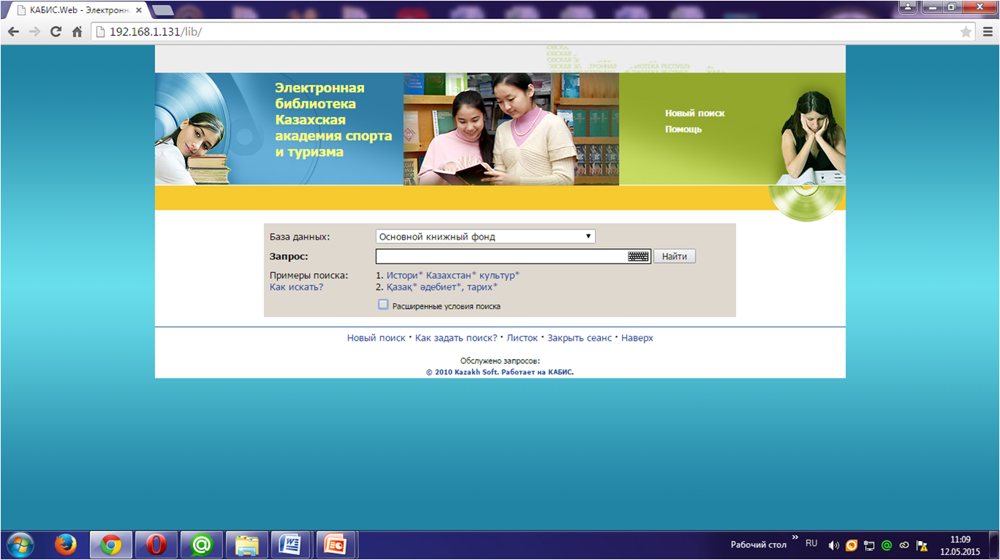 КАБИС.Web - Электронн
192.168.1.131/lib/
Электронная
библиотека
Казахская
академия спорта
и туризма
Новый поиск
Помощь
База данных: Основной книжный фонд
Запрос: Найти
Примеры поиска: 1. Истори* Казахстан* культур*
Как искать? 2. Қазақ* әдебиет*, тарих*
Расширенные условия поиска
Новый поиск · Как задать поиск? · Листок · Закрыть сеанс · Наверх
Обслужено запросов:
© 2010 Kazakh Soft. Работает на КАБИС.
Рабочий стол » RU 11:09
12.05.2015